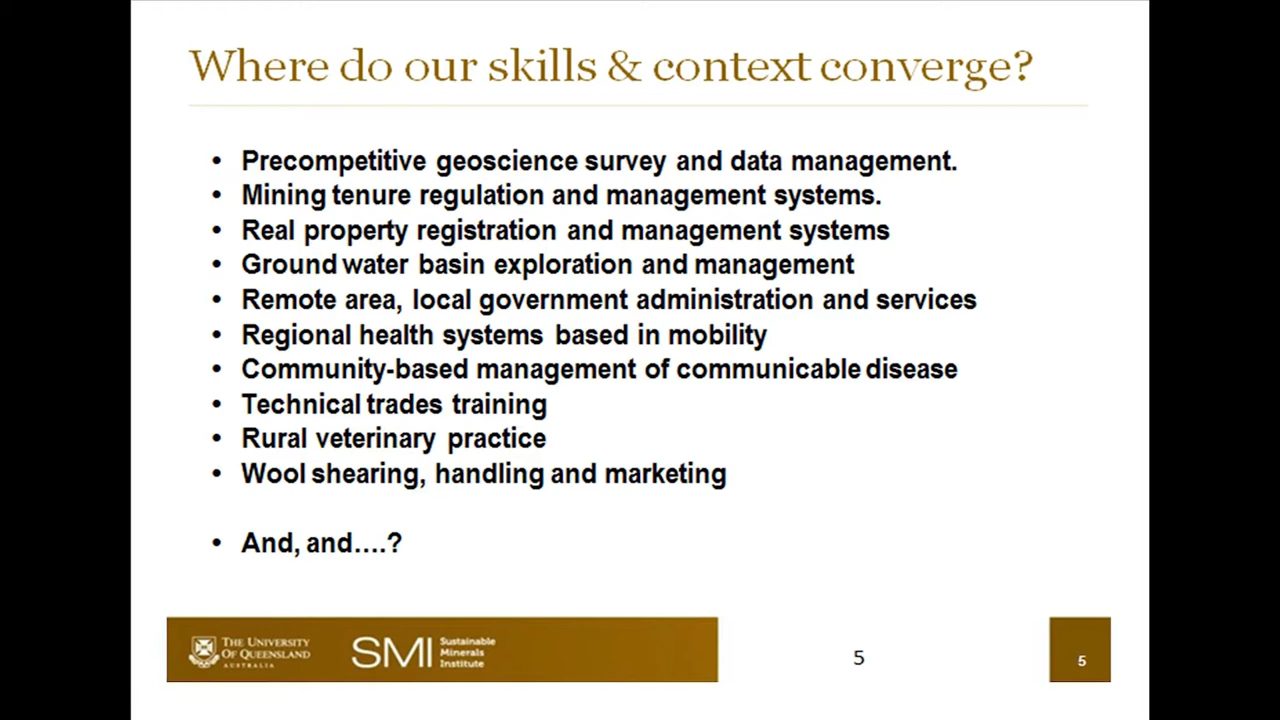 Where do our skills & context converge?
• Precompetitive geoscience survey and data management.
• Mining tenure regulation and management systems.
• Real property registration and management systems
• Ground water basin exploration and management
• Remote area, local government administration and services
• Regional health systems based in mobility
• Community-based management of communicable disease
• Technical trades training
• Rural veterinary practice
• Wool shearing, handling and marketing
• And, and....?
THE UNIVERSITY
OF QUEENSLAND
AUSTRALIA
SMI
Sustainable
Minerals
Institute
5
5